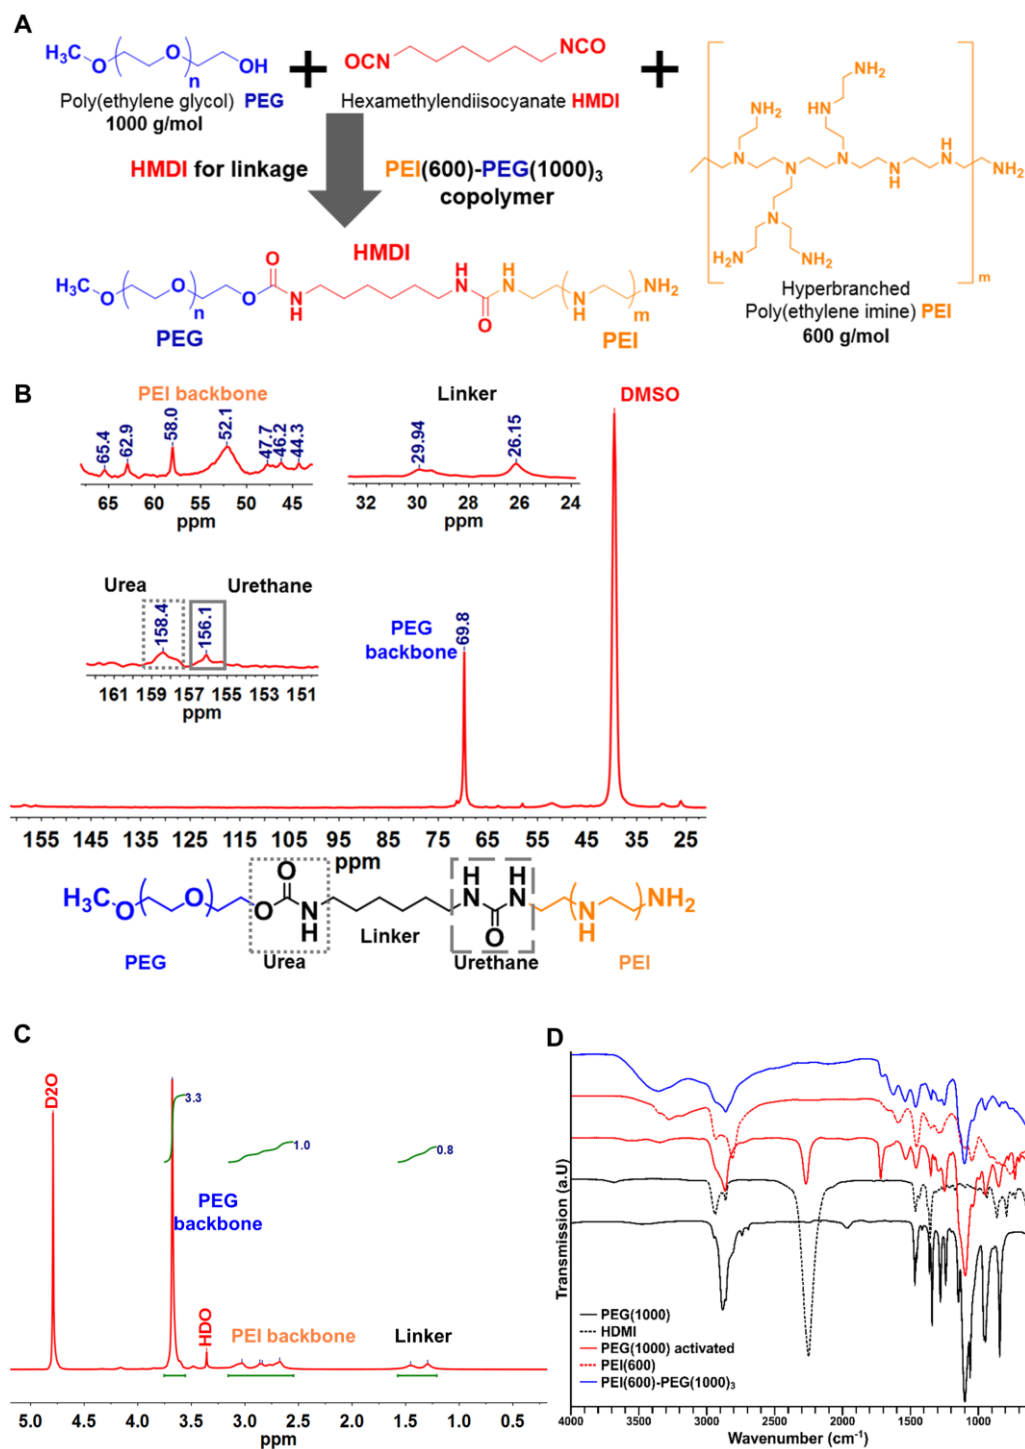 A
H₃C
O
O
n
OH
OCN
NCO
NH₂
NH₂
HN
N
N
N
N
H
H
N
NH₂
N
H₂N
NH₂
m
Poly(ethylene glycol) PEG
1000 g/mol
Hexamethylendiisocyanate HMDI
HMDI for linkage
PEI(600)-PEG(1000)₃
copolymer
Hyperbranched
Poly(ethylene imine) PEI
600 g/mol
HMDI
H₃C
O
O
n
O
O
N
H
H
N
O
H
N
N
H
m
NH₂
PEG
PEI
B
PEI backbone
65.4
62.9
58.0
52.1
47.7
46.2
44.3
65 60 55 50 45
ppm
Linker
29.94
26.15
32 30 28 26 24
ppm
DMSO
Urea Urethane
158.4
156.1
161 159 157 155 153 151
ppm
PEG
backbone
69.8
155 145 135 125 115 105 95 85 75 65 55 45 35 25
ppm
H₃C
O
O
O
O
N
H
H
N
H
N
O
N
H
NH₂
PEG
Urea
Linker
Urethane
PEI
C
D2O
3.3
PEG
backbone
HDO
1.0
PEI backbone
0.8
Linker
5.0 4.5 4.0 3.5 3.0 2.5 2.0 1.5 1.0 0.5
ppm
D
Transmission (a.U)
PEG(1000)
HDMI
PEG(1000) activated
PEI(600)
PEI(600)-PEG(1000)₃
4000 3000 2500 2000 1500 1000
Wavenumber (cm⁻¹)